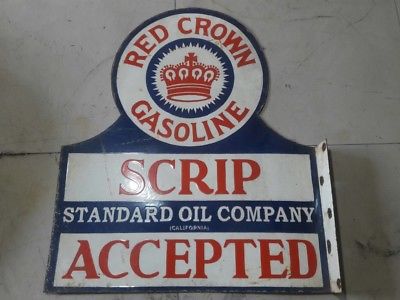 RED CROWN
GASOLINE
SCRIP
STANDARD OIL COMPANY
(CALIFORNIA)
ACCEPTED